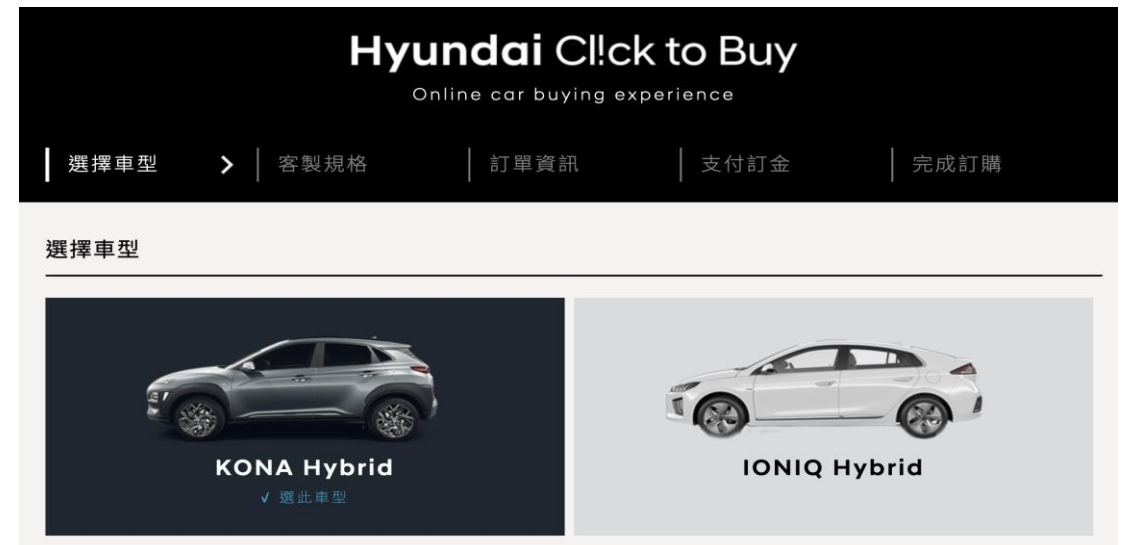 Hyundai Cl!ck to Buy
Online car buying experience
選擇車型 > 客製規格 訂單資訊 支付訂金 完成訂購
選擇車型
KONA Hybrid
✓ 選此車型
IONIQ Hybrid